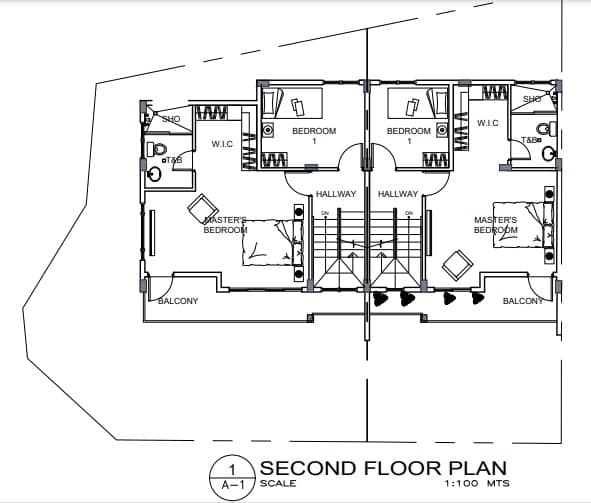 SHO
W.I.C
T&B
BEDROOM
1
BEDROOM
1
W.I.C
SHO
T&B
HALLWAY
HALLWAY
DN
DN
MASTER'S
BEDROOM
MASTER'S
BEDROOM
BALCONY
BALCONY
1
A-1
SECOND FLOOR PLAN
SCALE
1:100 MTS